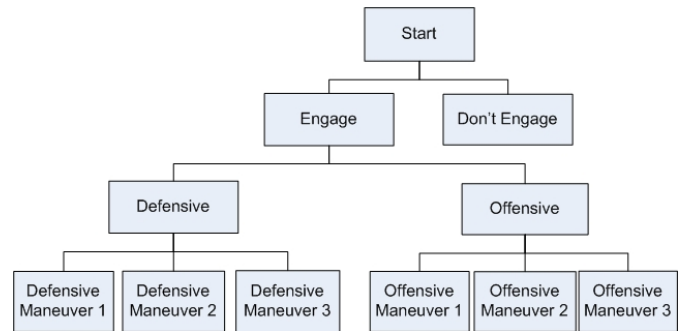 Start
Engage
Don't Engage
Defensive
Offensive
Defensive
Maneuver 1
Defensive
Maneuver 2
Defensive
Maneuver 3
Offensive
Maneuver 1
Offensive
Maneuver 2
Offensive
Maneuver 3